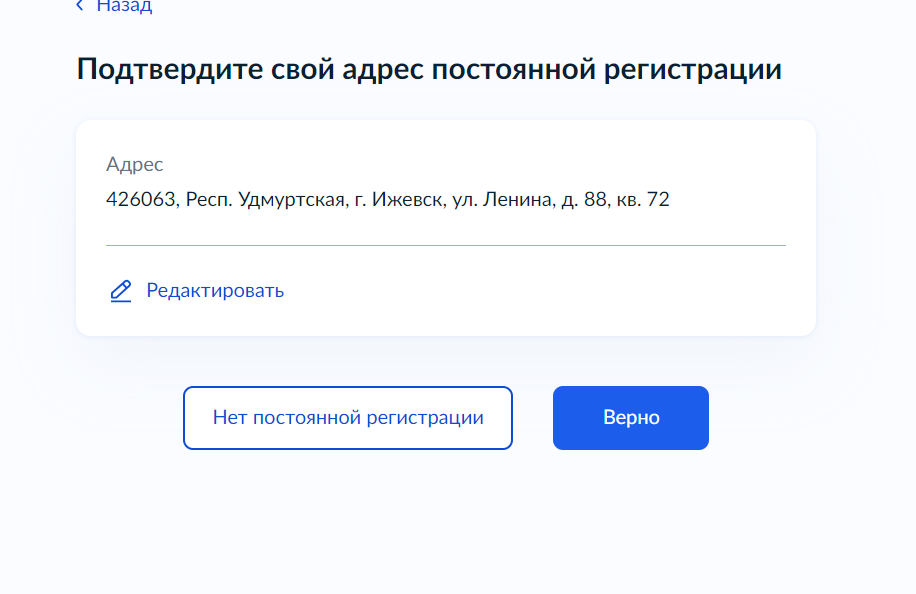 Назад
Подтвердите свой адрес постоянной регистрации
Адрес
426063, Респ. Удмуртская, г. Ижевск, ул. Ленина, д. 88, кв. 72
Редактировать
Нет постоянной регистрации
Верно